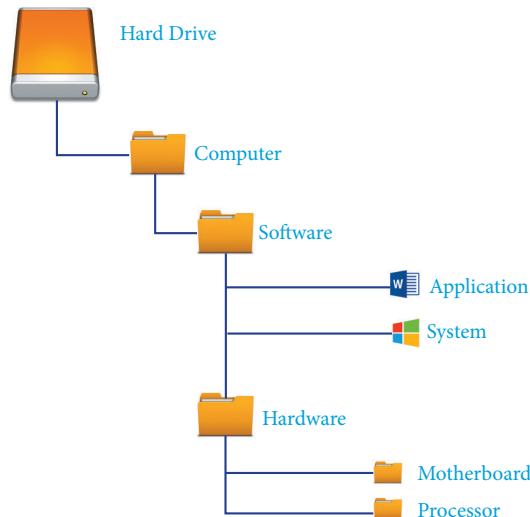 Hard Drive
Computer
Software
W
Application
System
Hardware
Motherboard
Processor